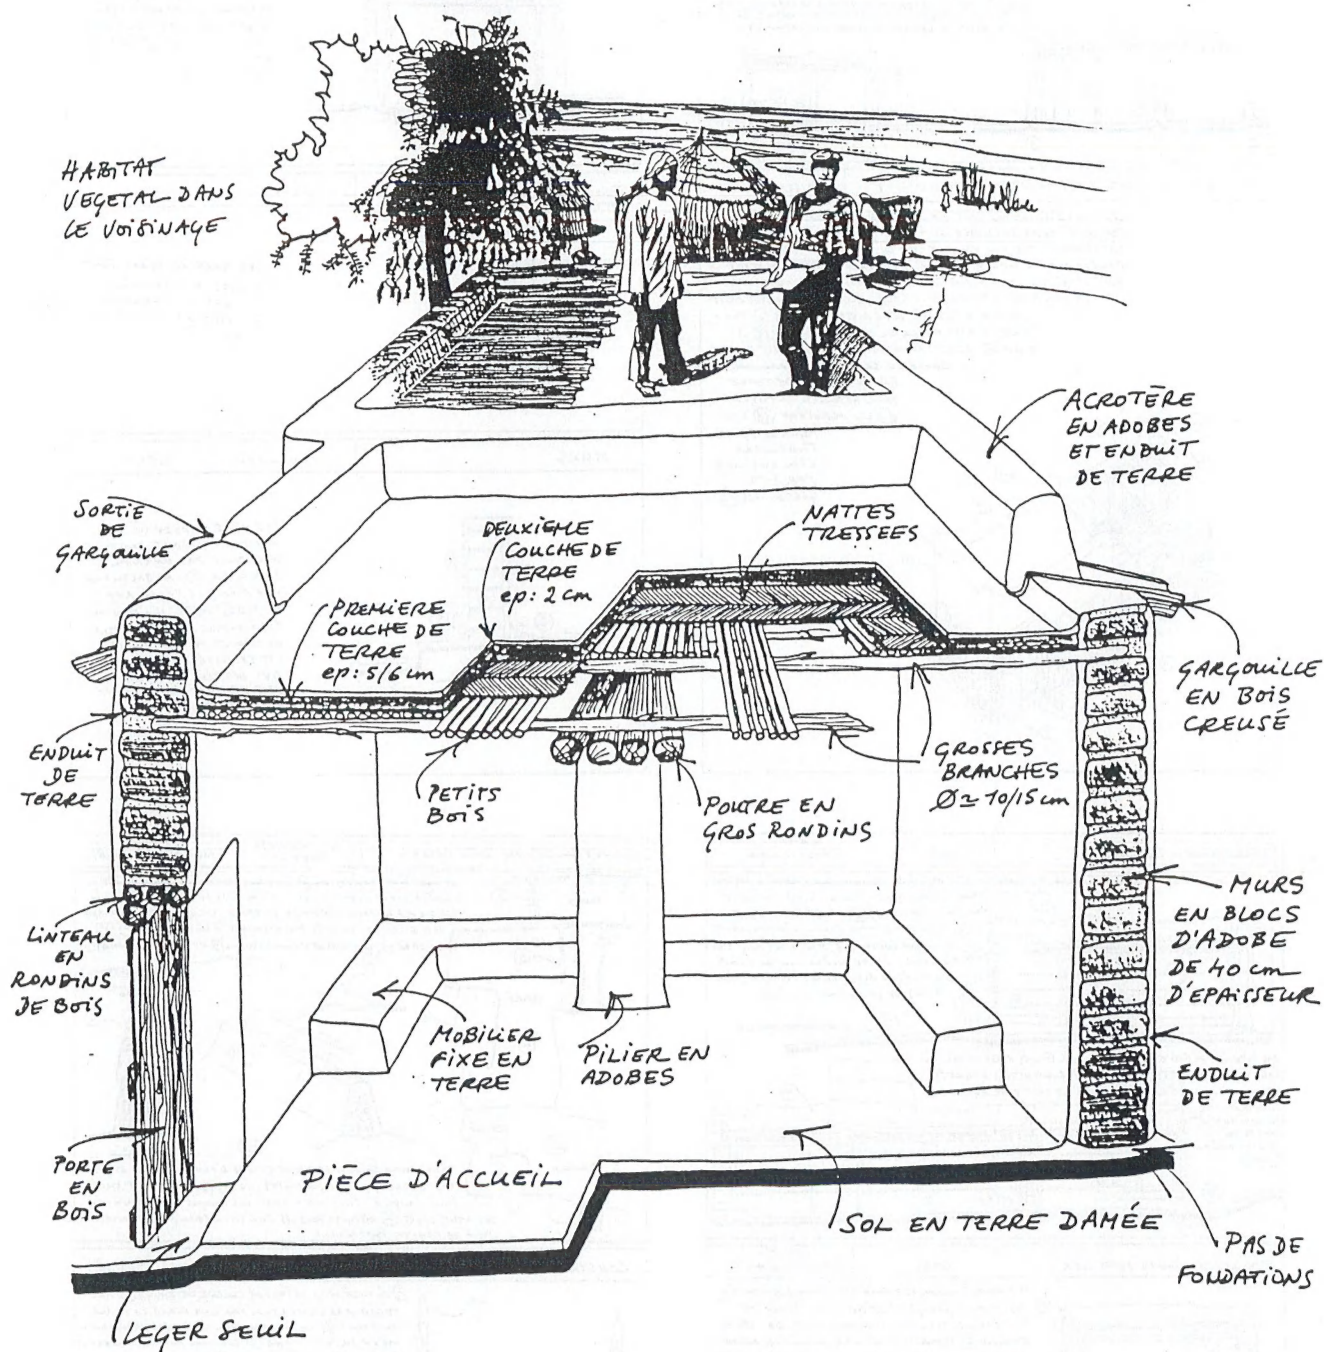 HABITAT
VEGETAL DANS
LE VOISINAGE
ACROTÈRE
EN ADOBES
ET ENDUIT
DE TERRE
SORTIE
DE
GARGOUILLE
DEUXIEME
COUCHE DE
TERRE
ep: 2 cm
NATTES
TRESSEES
PREMIERE
COUCHE DE
TERRE
ep: 5/6 cm
GARGOUILLE
EN BOIS
CREUSÉ
ENDUIT
DE
TERRE
PETITS
BOIS
POUTRE EN
GROS RONDINS
GROSSES
BRANCHES
Ø ≃ 10/15 cm
LINTEAU
EN
RONDINS
DE BOIS
MURS
EN BLOCS
D'ADOBE
DE 40 cm
D'EPAISSEUR
MOBILIER
FIXE EN
TERRE
PILIER EN
ADOBES
ENDUIT
DE TERRE
PORTE
EN
BOIS
PIÈCE D'ACCUEIL
SOL EN TERRE DAMÉE
PAS DE
FONDATIONS
LEGER SEUIL